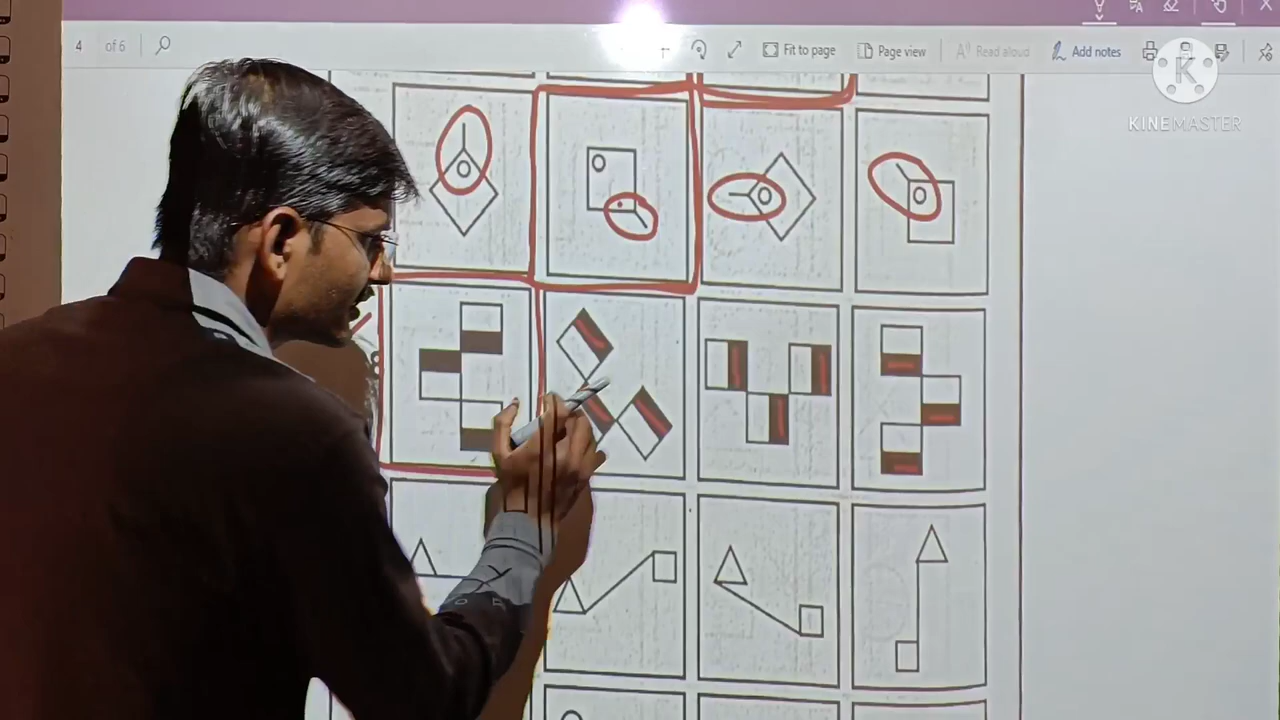 4 of 6
Fit to page
Page view
Read aloud
Add notes
K
KINEMASTER